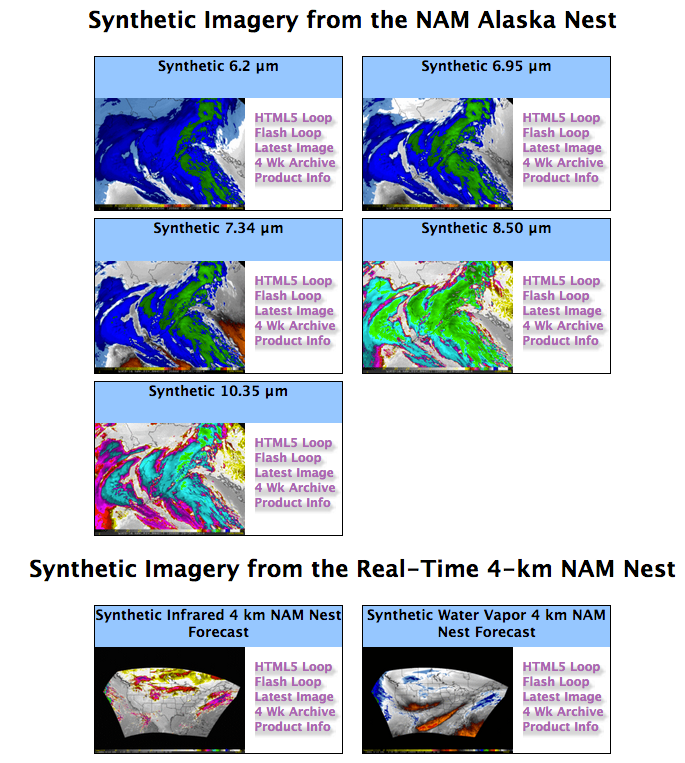 Synthetic Imagery from the NAM Alaska Nest
Synthetic 6.2 µm
HTML5 Loop
Flash Loop
Latest Image
4 Wk Archive
Product Info
Synthetic 6.95 µm
HTML5 Loop
Flash Loop
Latest Image
4 Wk Archive
Product Info
Synthetic 7.34 µm
HTML5 Loop
Flash Loop
Latest Image
4 Wk Archive
Product Info
Synthetic 8.50 µm
HTML5 Loop
Flash Loop
Latest Image
4 Wk Archive
Product Info
Synthetic 10.35 µm
HTML5 Loop
Flash Loop
Latest Image
4 Wk Archive
Product Info
Synthetic Imagery from the Real-Time 4-km NAM Nest
Synthetic Infrared 4 km NAM Nest
Forecast
HTML5 Loop
Flash Loop
Latest Image
4 Wk Archive
Product Info
Synthetic Water Vapor 4 km NAM
Nest Forecast
HTML5 Loop
Flash Loop
Latest Image
4 Wk Archive
Product Info